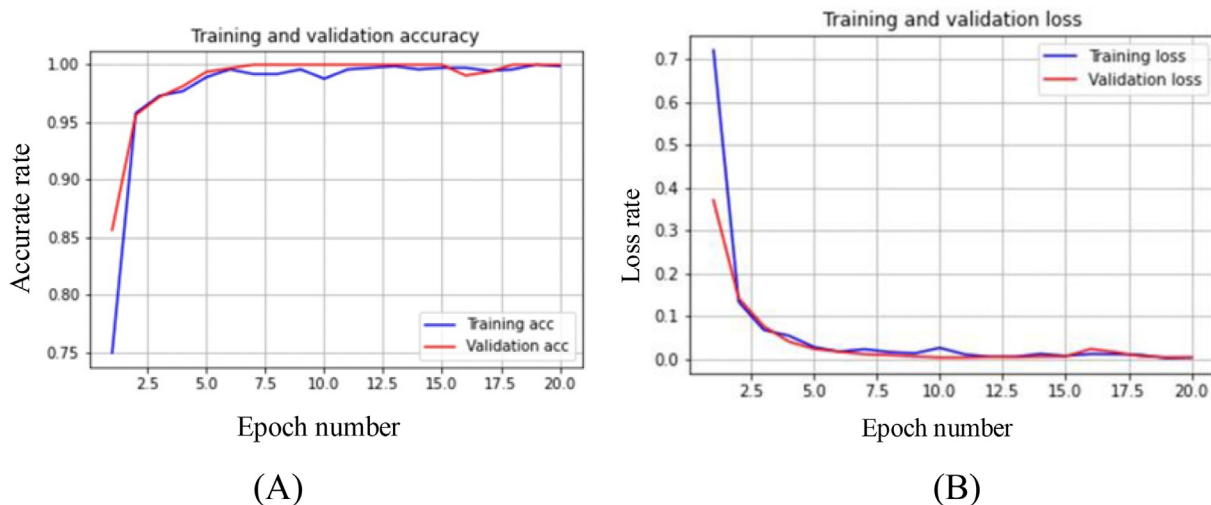 Training and validation accuracy
Accurate rate
1.00
0.95
0.90
0.85
0.80
0.75
Training acc
Validation acc
2.5 5.0 7.5 10.0 12.5 15.0 17.5 20.0
Epoch number
(A)
Training and validation loss
Loss rate
0.7
0.6
0.5
0.4
0.3
0.2
0.1
0.0
Training loss
Validation loss
2.5 5.0 7.5 10.0 12.5 15.0 17.5 20.0
Epoch number
(B)